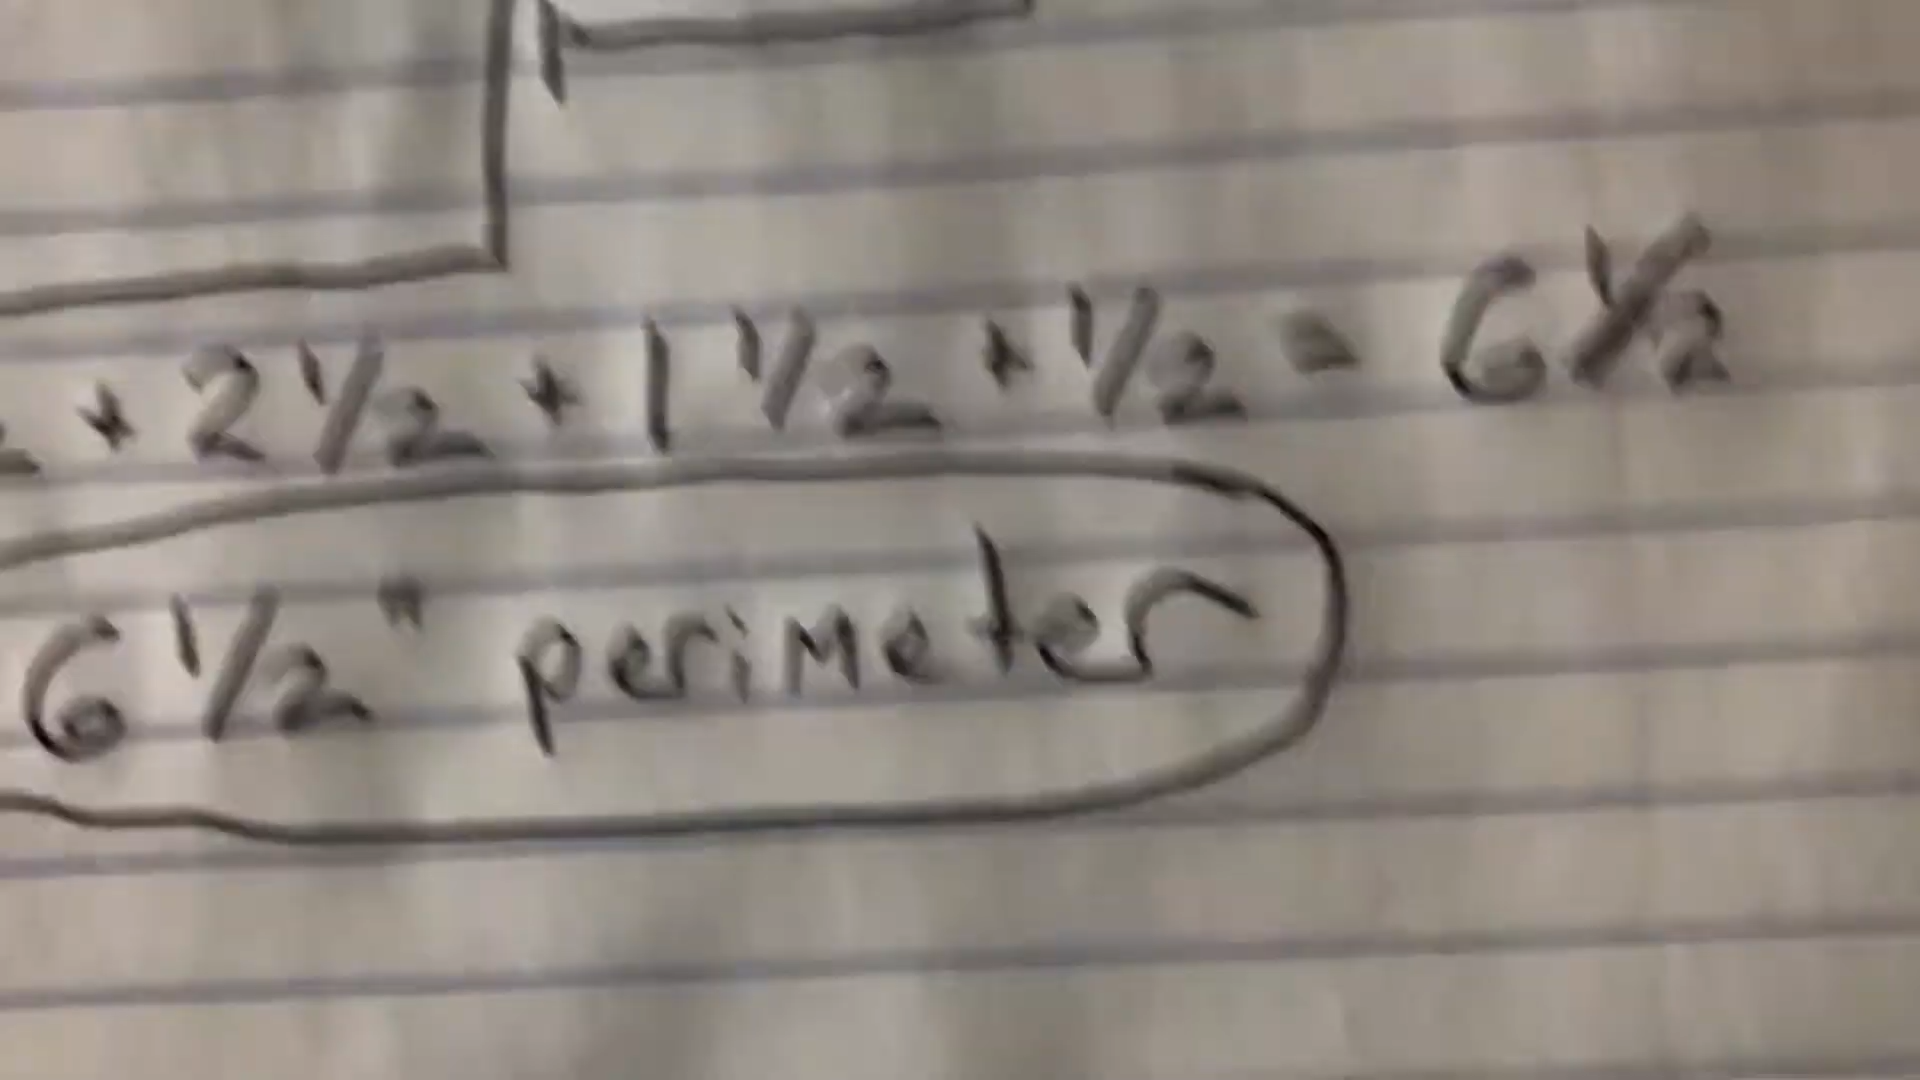 + 2 1/2 + 1 1/2 + 1/2 = 6 1/2
6 1/2" perimeter